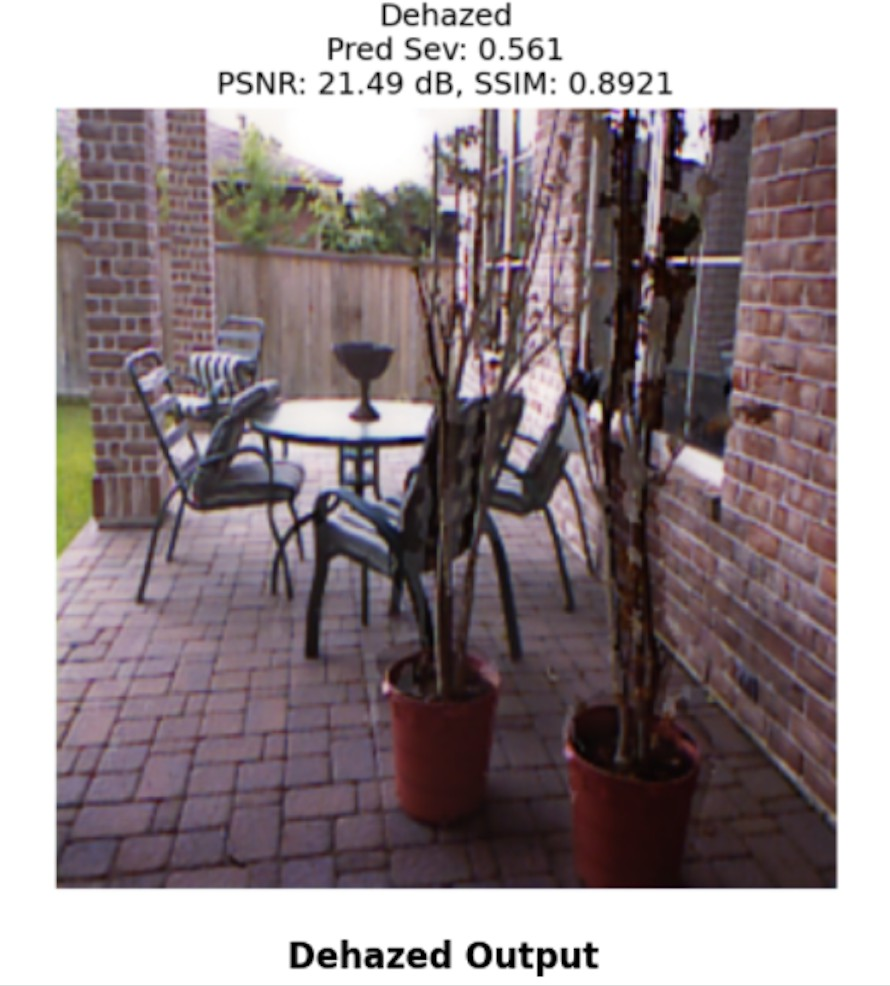 Dehazed
Pred Sev: 0.561
PSNR: 21.49 dB, SSIM: 0.8921
Dehazed Output